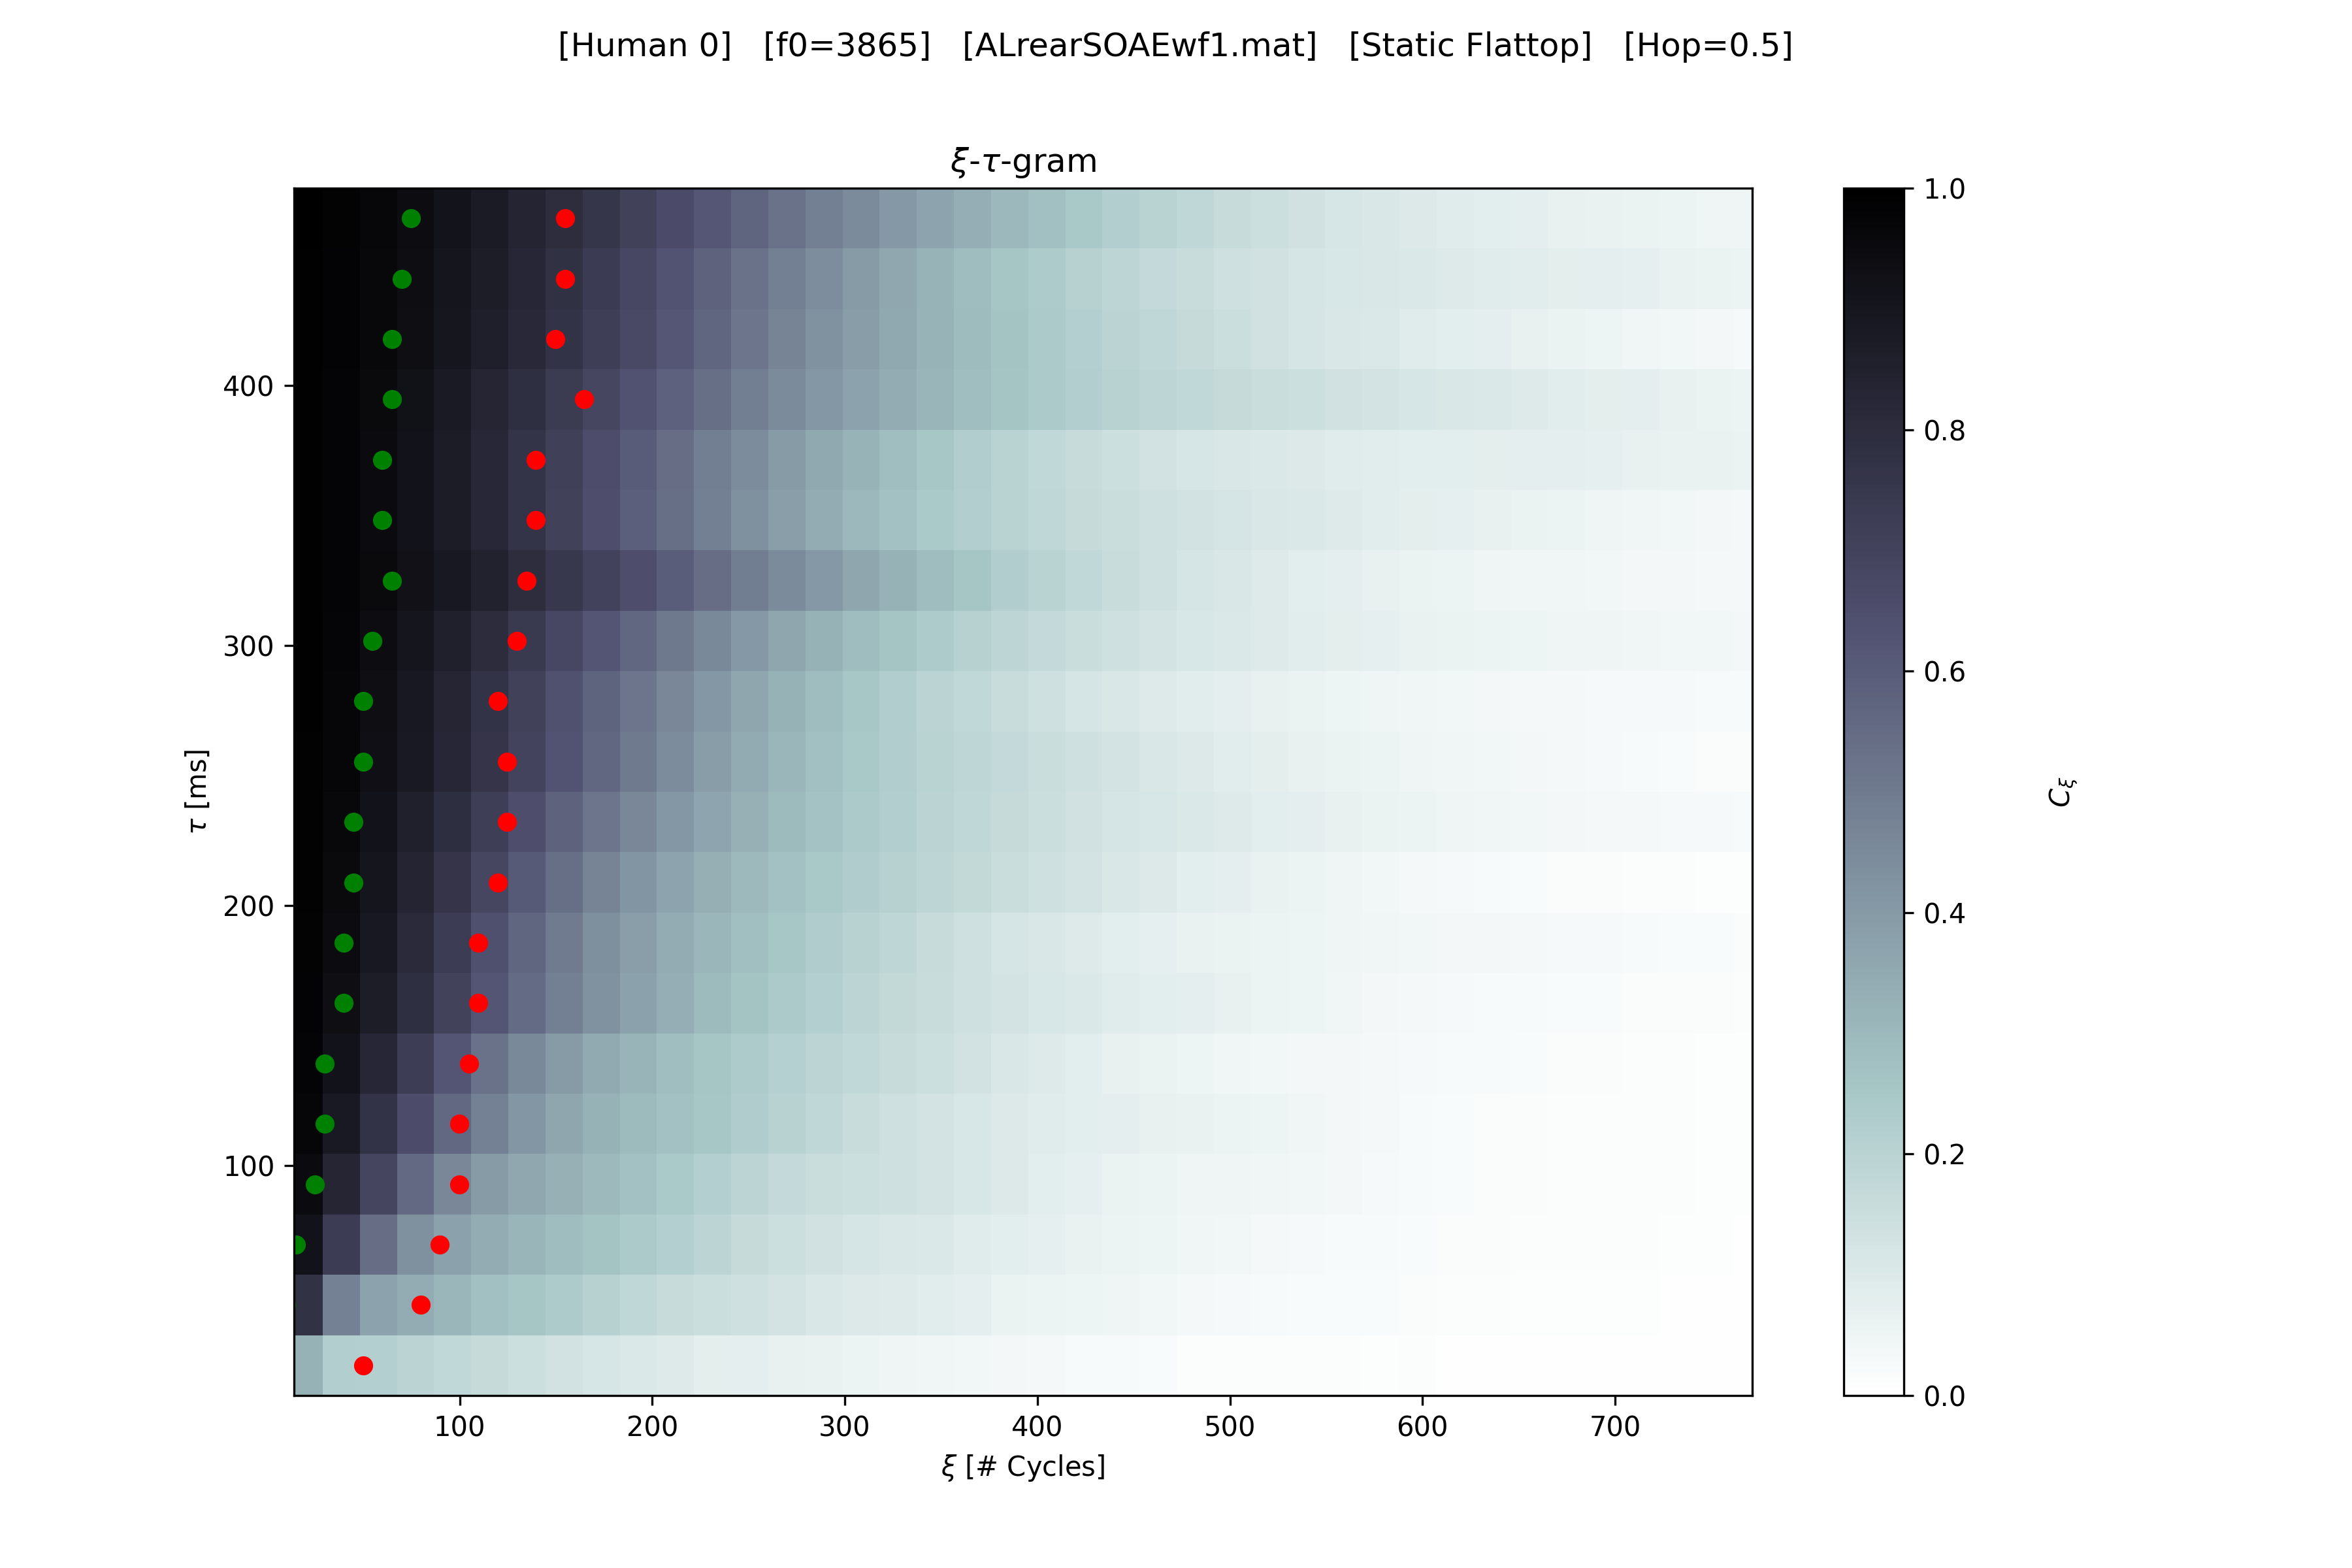 [Human 0]   [f0=3865]   [ALrearSOAEwf1.mat]   [Static Flattop]   [Hop=0.5]
ξ-τ-gram
1.0
0.8
0.6
0.4
0.2
0.0
C_ξ
400
300
200
100
τ [ms]
100 200 300 400 500 600 700
ξ [# Cycles]